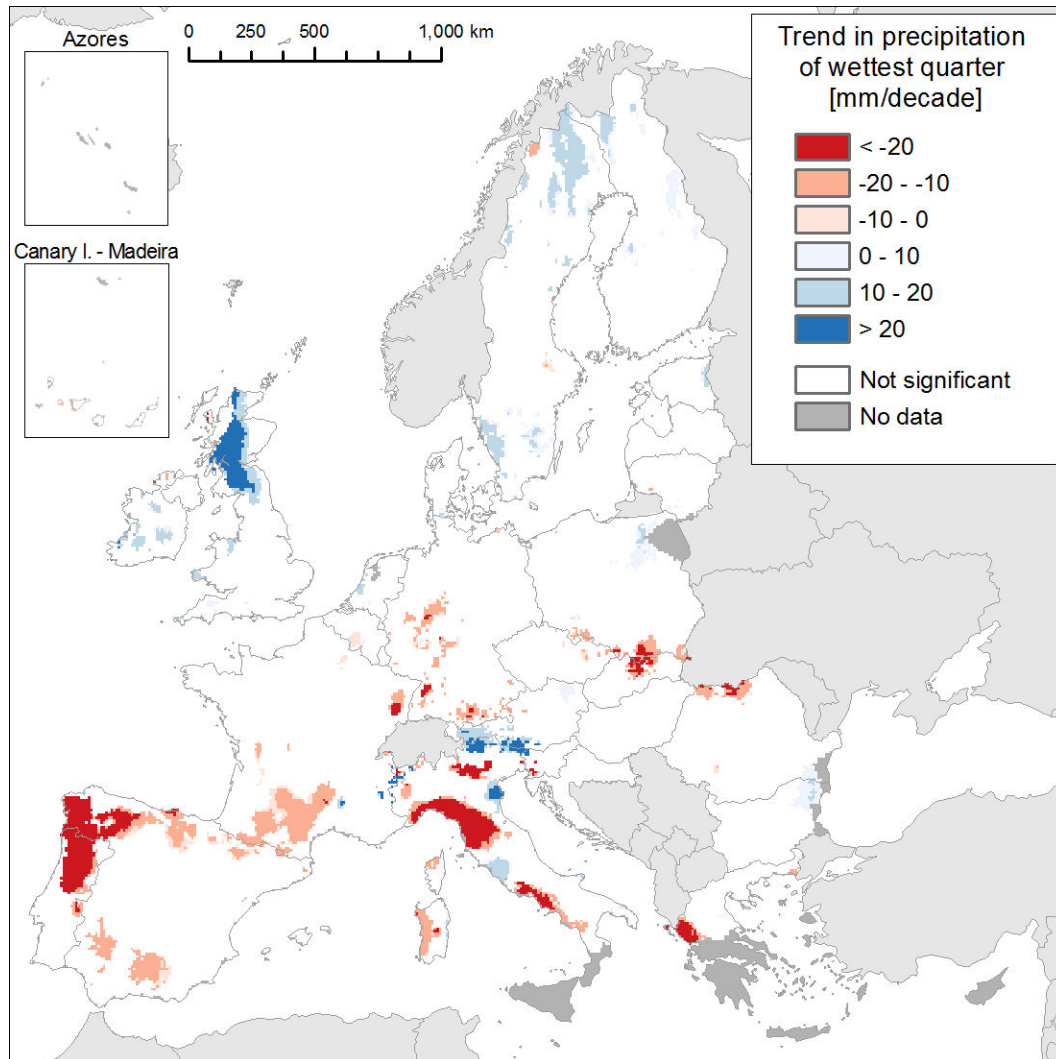 Azores
0 250 500 1,000 km
Canary I. - Madeira
Trend in precipitation
of wettest quarter
[mm/decade]
< -20
-20 - -10
-10 - 0
0 - 10
10 - 20
> 20
Not significant
No data